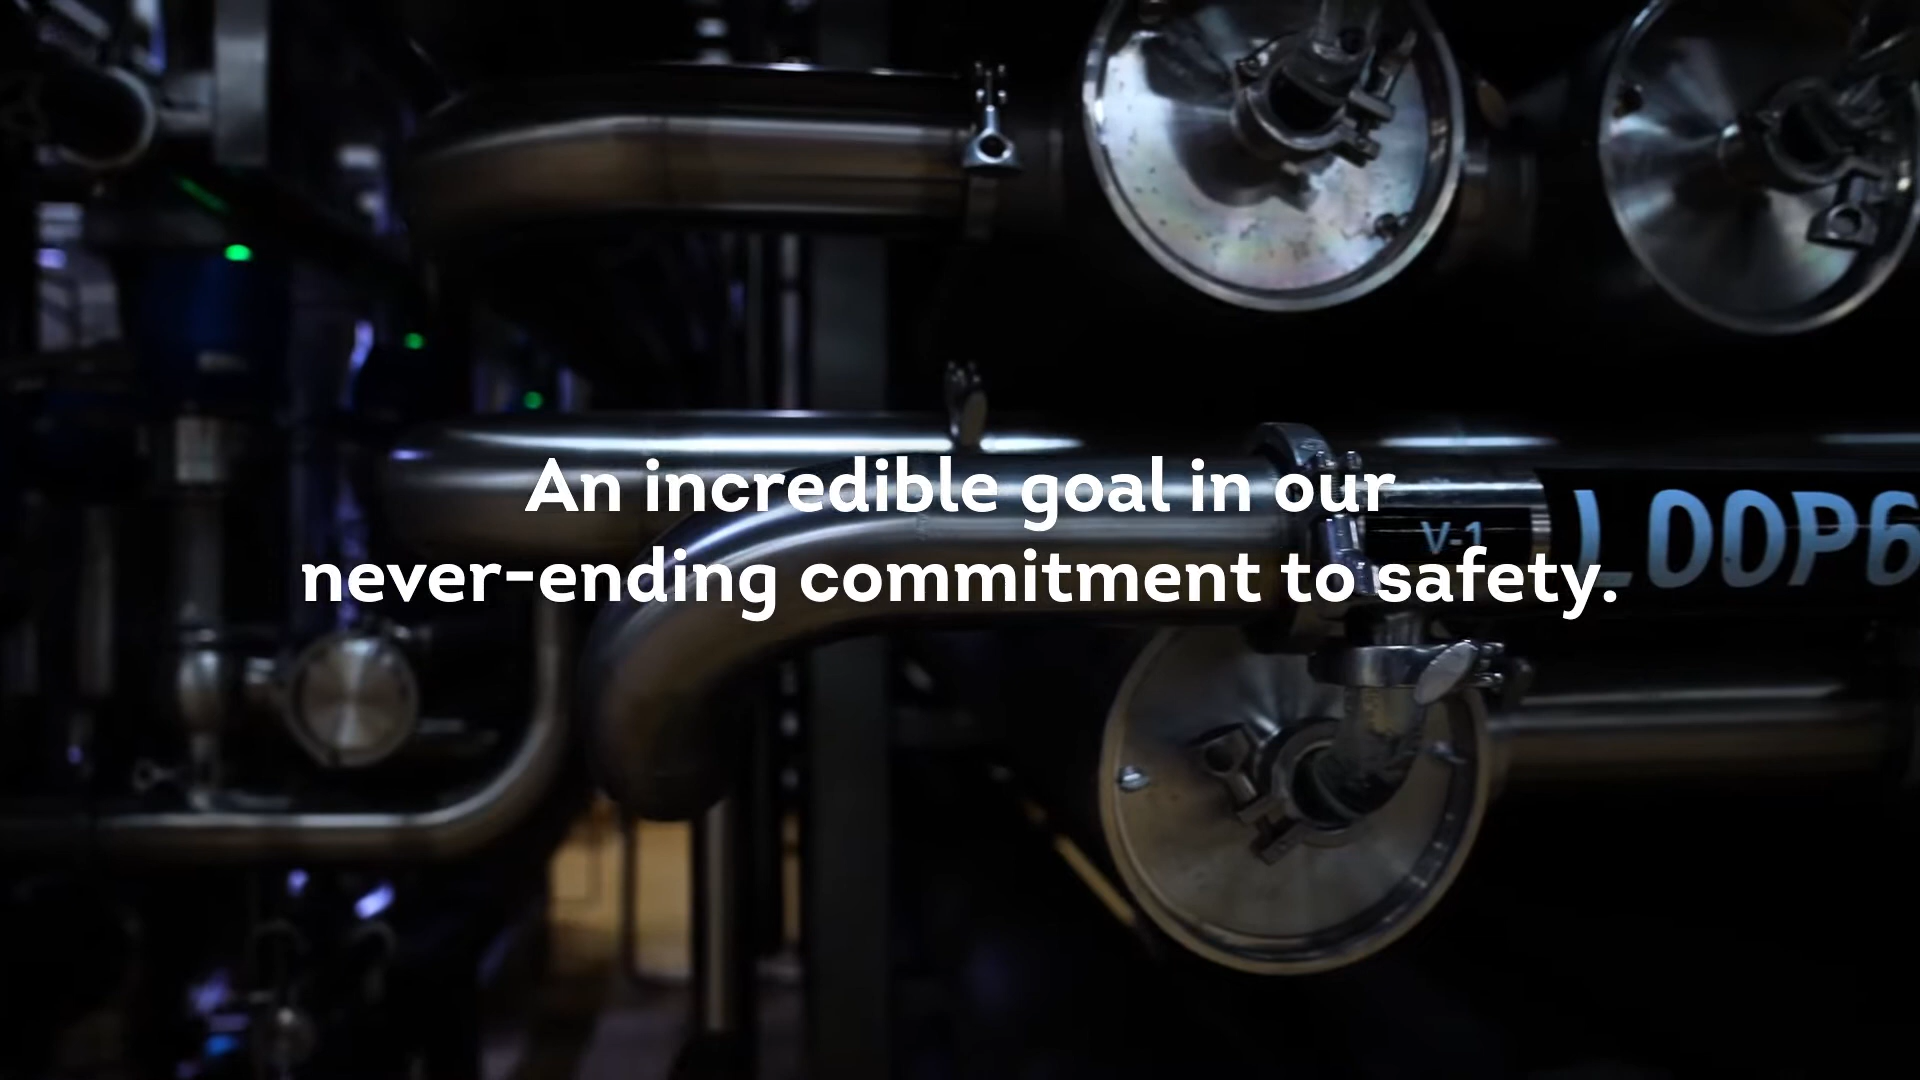 An incredible goal in our
never-ending commitment to safety.
V-1
LOOP6